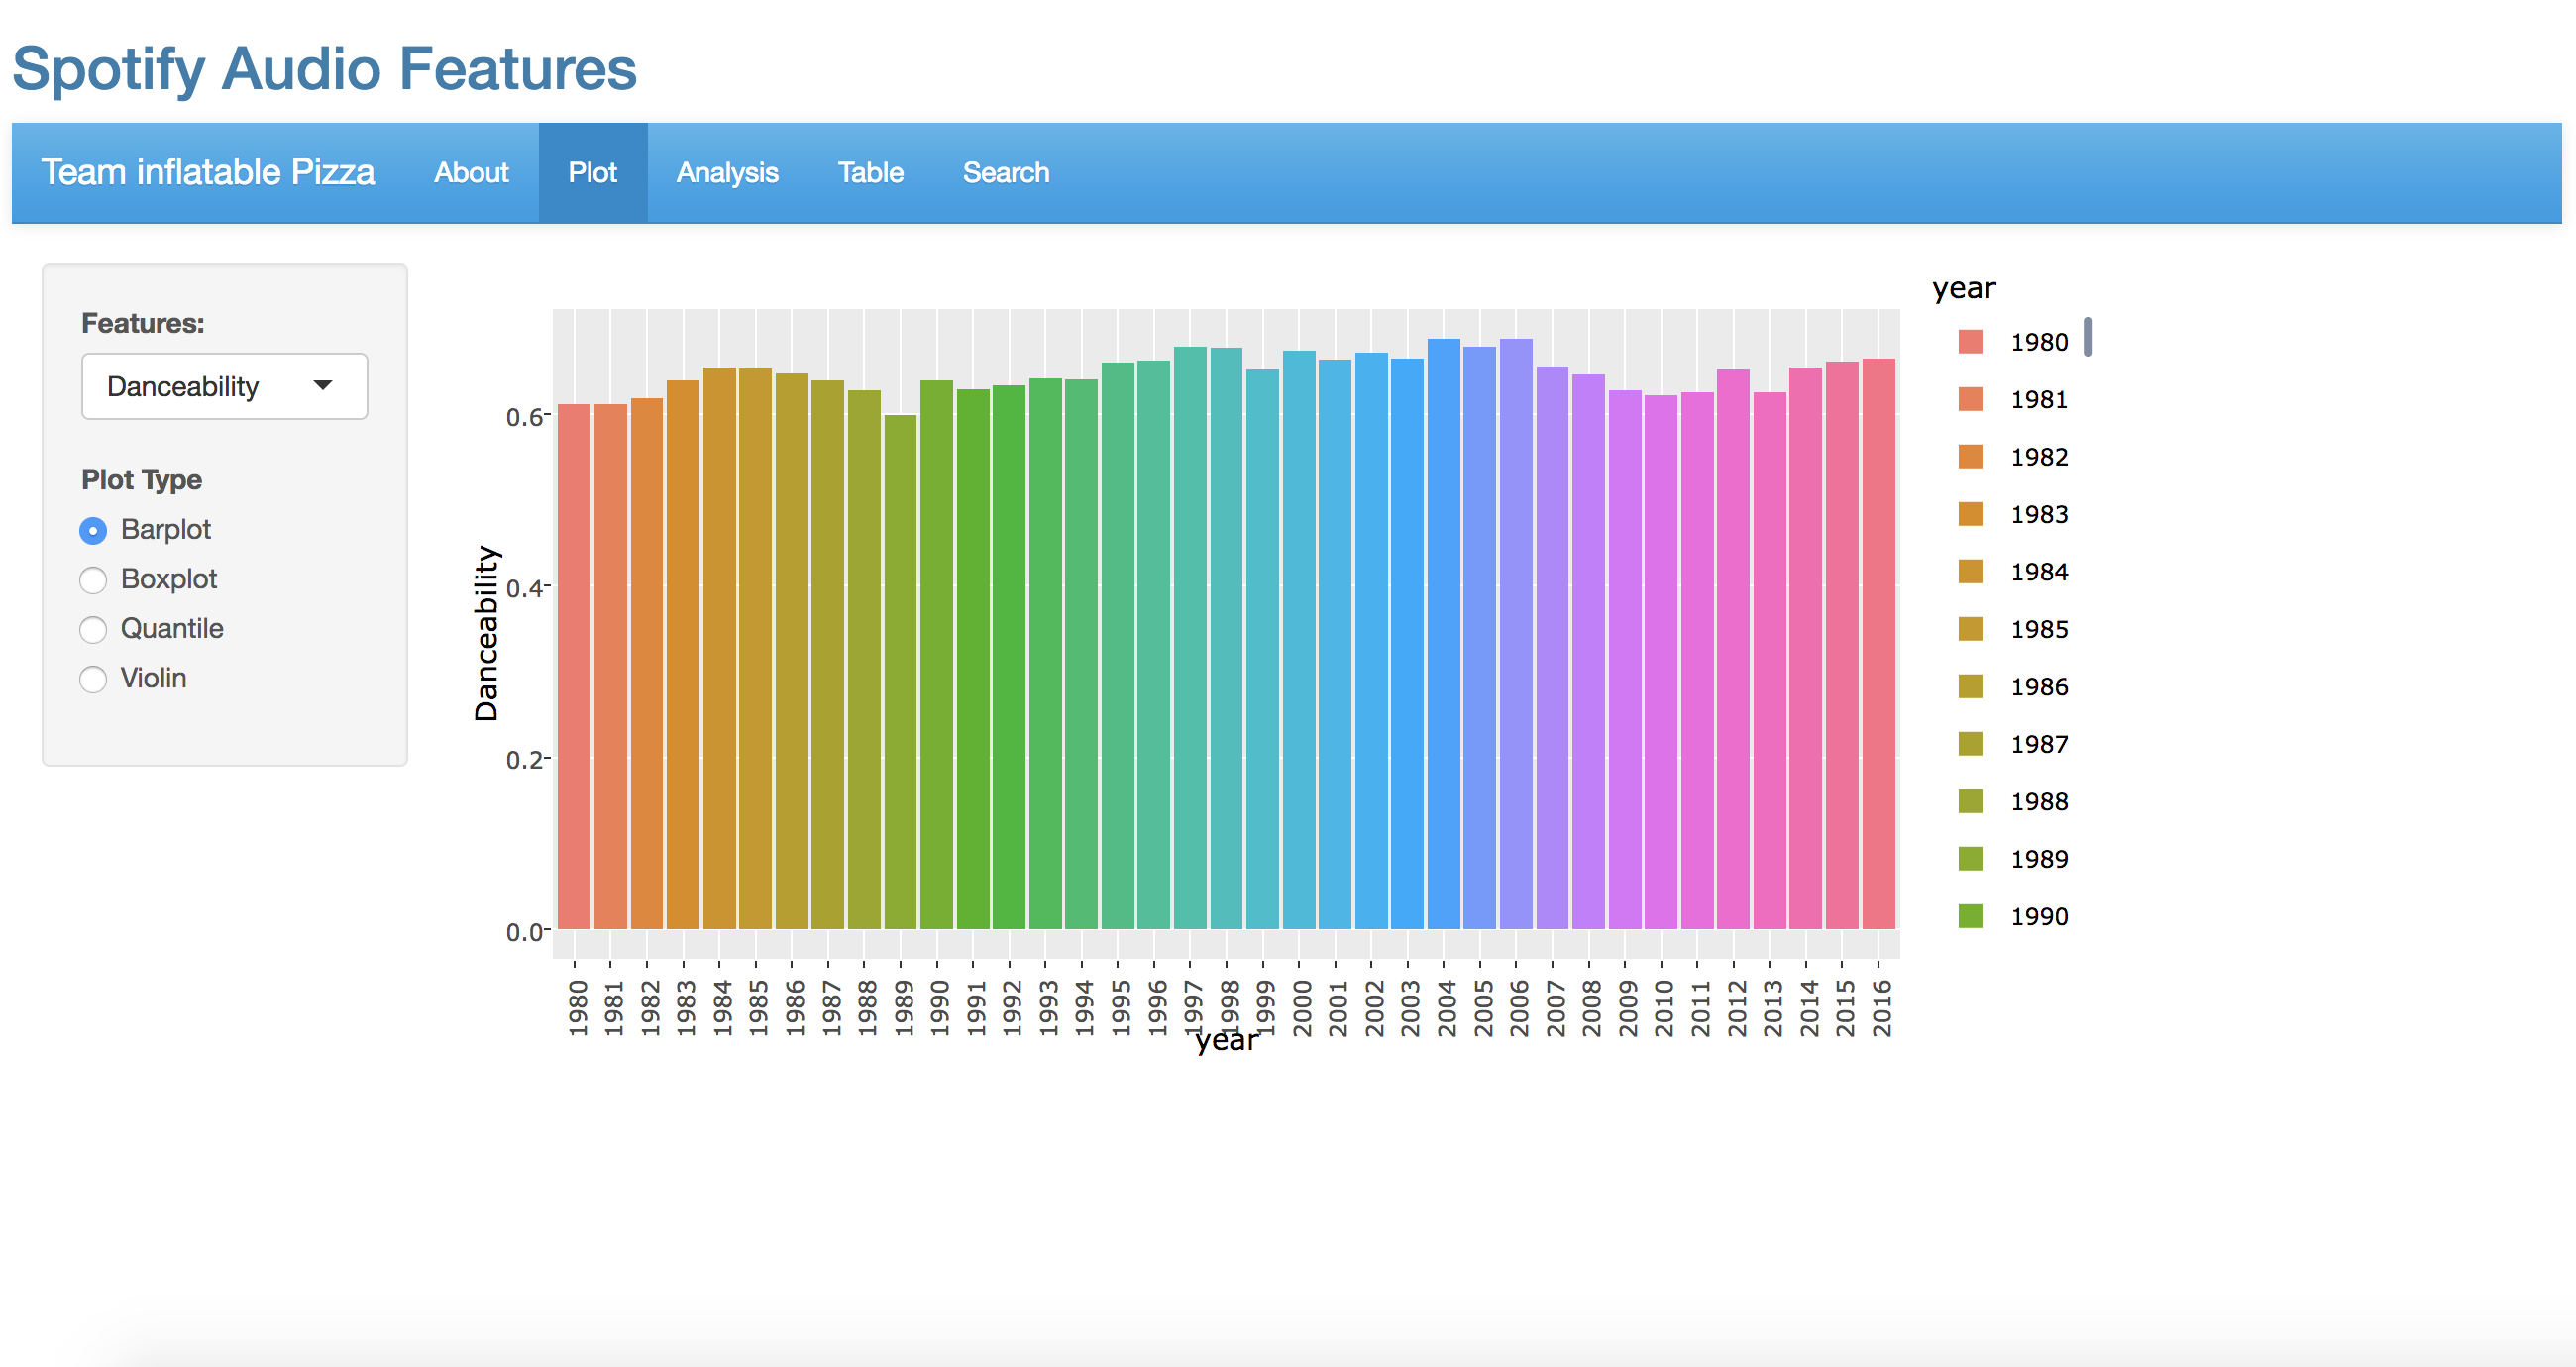 Spotify Audio Features
Team inflatable Pizza About Plot Analysis Table Search
Features:
Danceability
Plot Type
Barplot
Boxplot
Quantile
Violin
Danceability
0.6
0.4
0.2
0.0
1980 1981 1982 1983 1984 1985 1986 1987 1988 1989 1990 1991 1992 1993 1994 1995 1996 1997 1998 1999 2000 2001 2002 2003 2004 2005 2006 2007 2008 2009 2010 2011 2012 2013 2014 2015 2016
year
year
1980
1981
1982
1983
1984
1985
1986
1987
1988
1989
1990